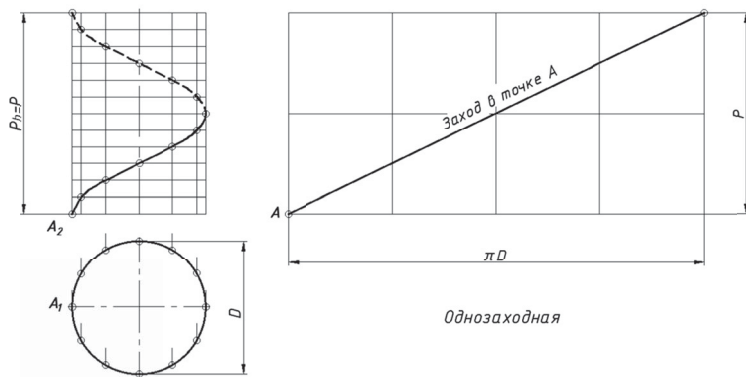 Ph=P
A2
A1
D
Заход в точке А
A
P
πD
Однозаходная